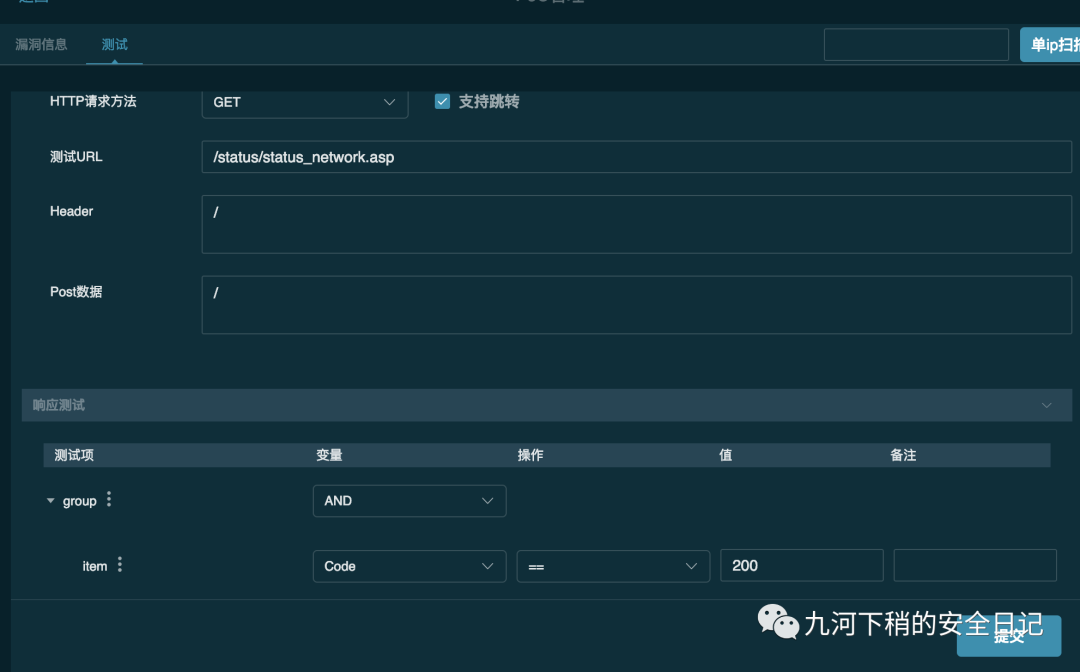 漏洞信息 测试 单ip扫描
HTTP请求方法 GET 支持跳转
测试URL /status/status_network.asp
Header /
Post数据 /
响应测试
测试项 变量 操作 值 备注
group AND
item Code == 200
九河下稍的安全日记
提交